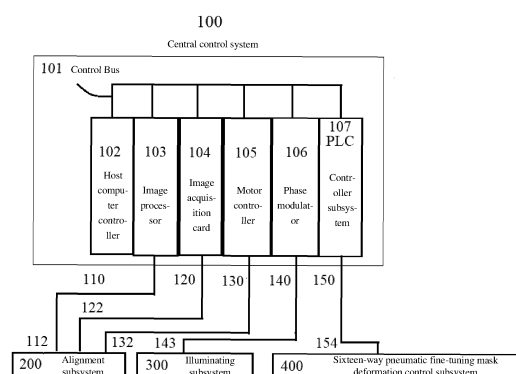 100
Central control system
101 Control Bus
102
Host
compu-
ter
contro-
ller
103
Image
proces-
sor
104
Image
acquis-
ition
card
105
Motor
contro-
ller
106
Phase
modulat-
or
107
PLC
Contr-
oller
subsys-
tem
110
120
130
140
150
122
112
132
143
154
200 Alignment
subsystem
300 Illuminating
subsystem
400 Sixteen-way pneumatic fine-tuning mask
deformation control subsystem